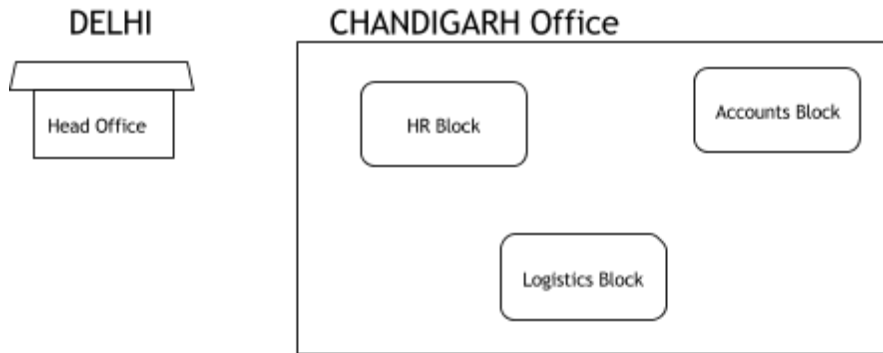 DELHI
CHANDIGARH Office
Head Office
HR Block
Accounts Block
Logistics Block